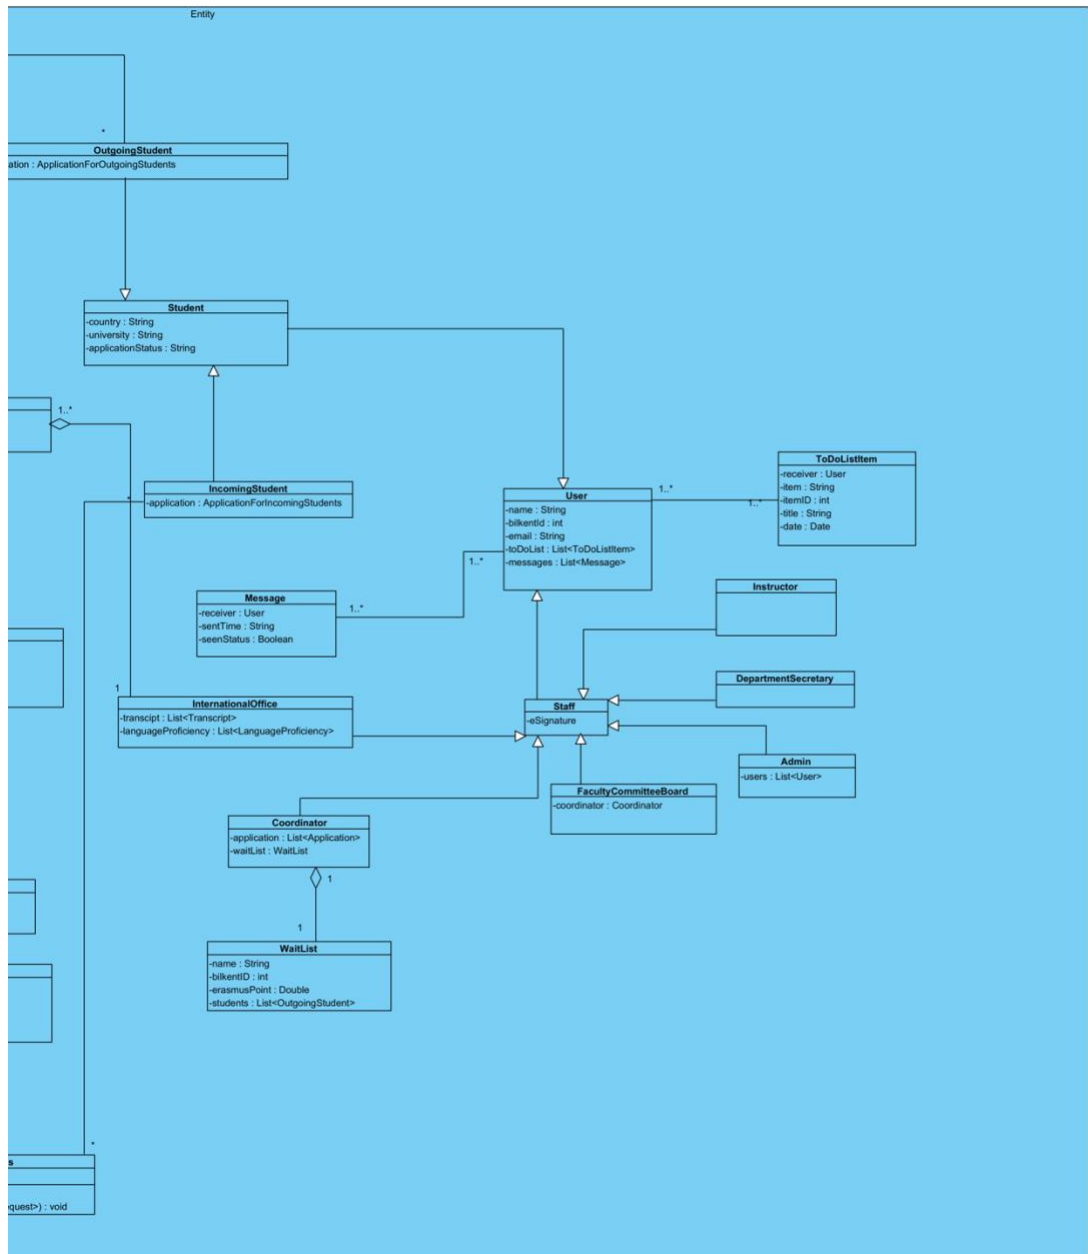 Entity
*
OutgoingStudent
ation : ApplicationForOutgoingStudents
Student
-country : String
-university : String
-applicationStatus : String
1..*
IncomingStudent
-application : ApplicationForIncomingStudents
*
ToDoListItem
-receiver : User
-item : String
-itemID : int
-title : String
-date : Date
User
-name : String
-bilkentId : int
-email : String
-toDoList : List<ToDoListItem>
-messages : List<Message>
1..*
1..*
1..*
1..*
Message
-receiver : User
-sentTime : String
-seenStatus : Boolean
Instructor
DepartmentSecretary
1
InternationalOffice
-transcipt : List<Transcript>
-languageProficiency : List<LanguageProficiency>
Staff
-eSignature
Admin
-users : List<User>
FacultyCommitteeBoard
-coordinator : Coordinator
Coordinator
-application : List<Application>
-waitList : WaitList
1
1
WaitList
-name : String
-bilkentID : int
-erasmusPoint : Double
-students : List<OutgoingStudent>
*
s
quest>) : void